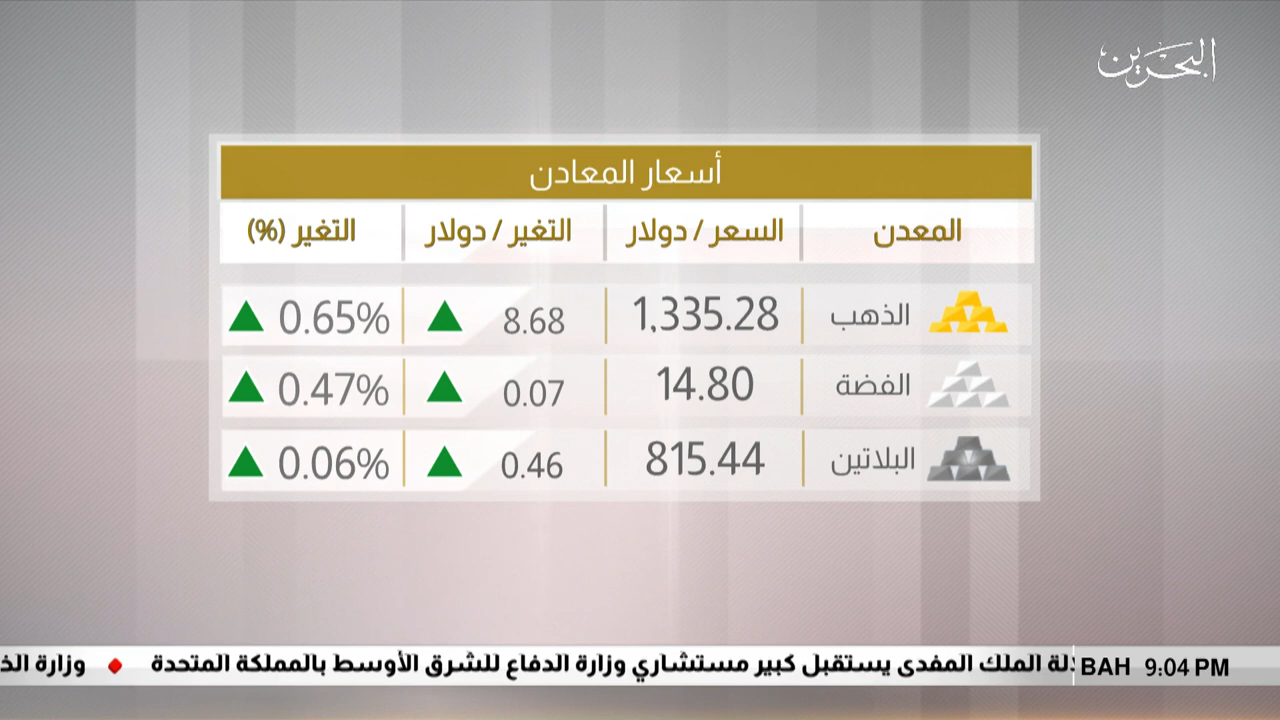 البحرين
أسعار المعادن
المعدن السعر / دولار التغير / دولار التغير (%)
الذهب 1,335.28 8.68 0.65%
الفضة 14.80 0.07 0.47%
البلاتين 815.44 0.46 0.06%
BAH 9:04 PM
الملك المفدى يستقبل كبير مستشاري وزارة الدفاع للشرق الأوسط بالمملكة المتحدة ♦ وزارة